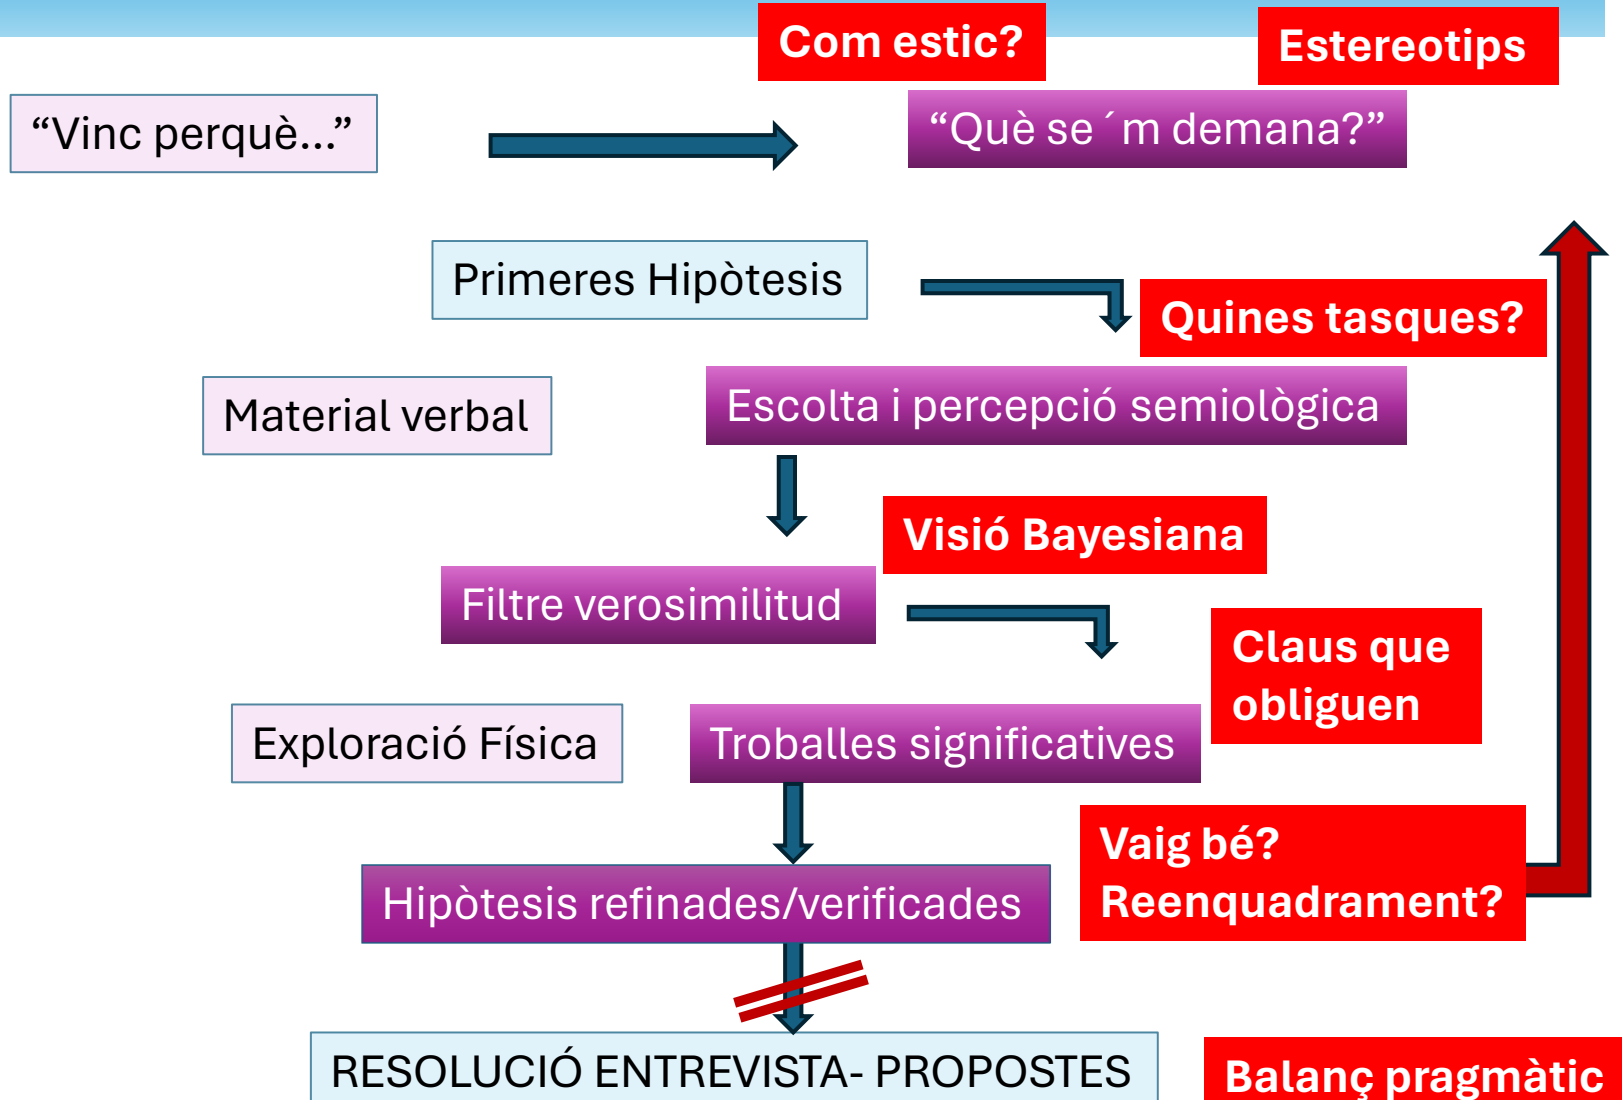 Com estic?
Estereotips
“Vinc perquè...”
“Què se ´m demana?”
Primeres Hipòtesis
Quines tasques?
Material verbal
Escolta i percepció semiològica
Visió Bayesiana
Filtre verosimilitud
Claus que
obliguen
Exploració Física
Troballes significatives
Vaig bé?
Reenquadrament?
Hipòtesis refinades/verificades
RESOLUCIÓ ENTREVISTA- PROPOSTES
Balanç pragmàtic